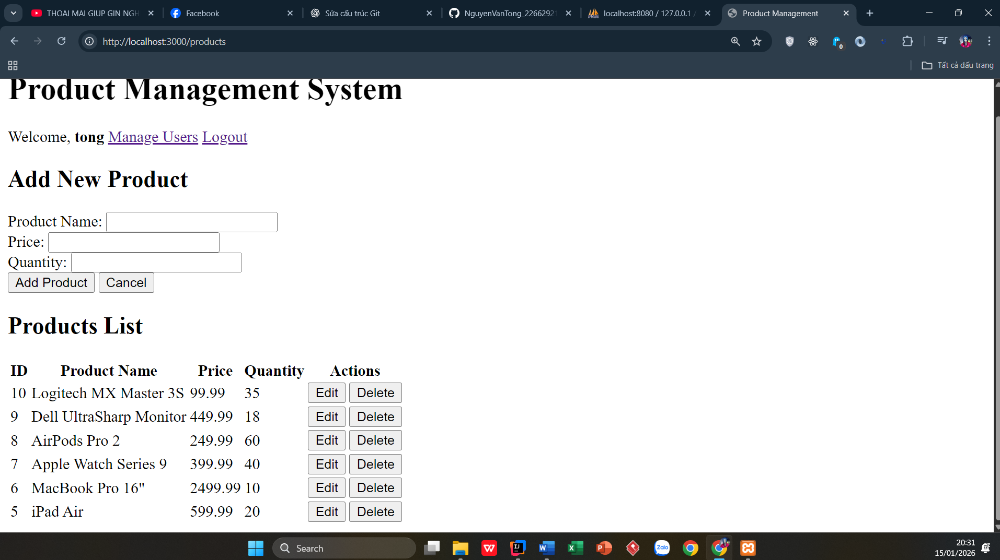 THOAI MAI GIUP GIN NGH
Facebook
Sửa cấu trúc Git
NguyenVanTong_2266292
localhost:8080 / 127.0.0.1 /
Product Management
http://localhost:3000/products
0
Tất cả dấu trang
Product Management System
Welcome, tong Manage Users Logout
Add New Product
Product Name:
Price:
Quantity:
Add Product Cancel
Products List
ID Product Name Price Quantity Actions
10 Logitech MX Master 3S 99.99 35 Edit Delete
9 Dell UltraSharp Monitor 449.99 18 Edit Delete
8 AirPods Pro 2 249.99 60 Edit Delete
7 Apple Watch Series 9 399.99 40 Edit Delete
6 MacBook Pro 16" 2499.99 10 Edit Delete
5 iPad Air 599.99 20 Edit Delete
Search
Zalo
20:31
15/01/2026